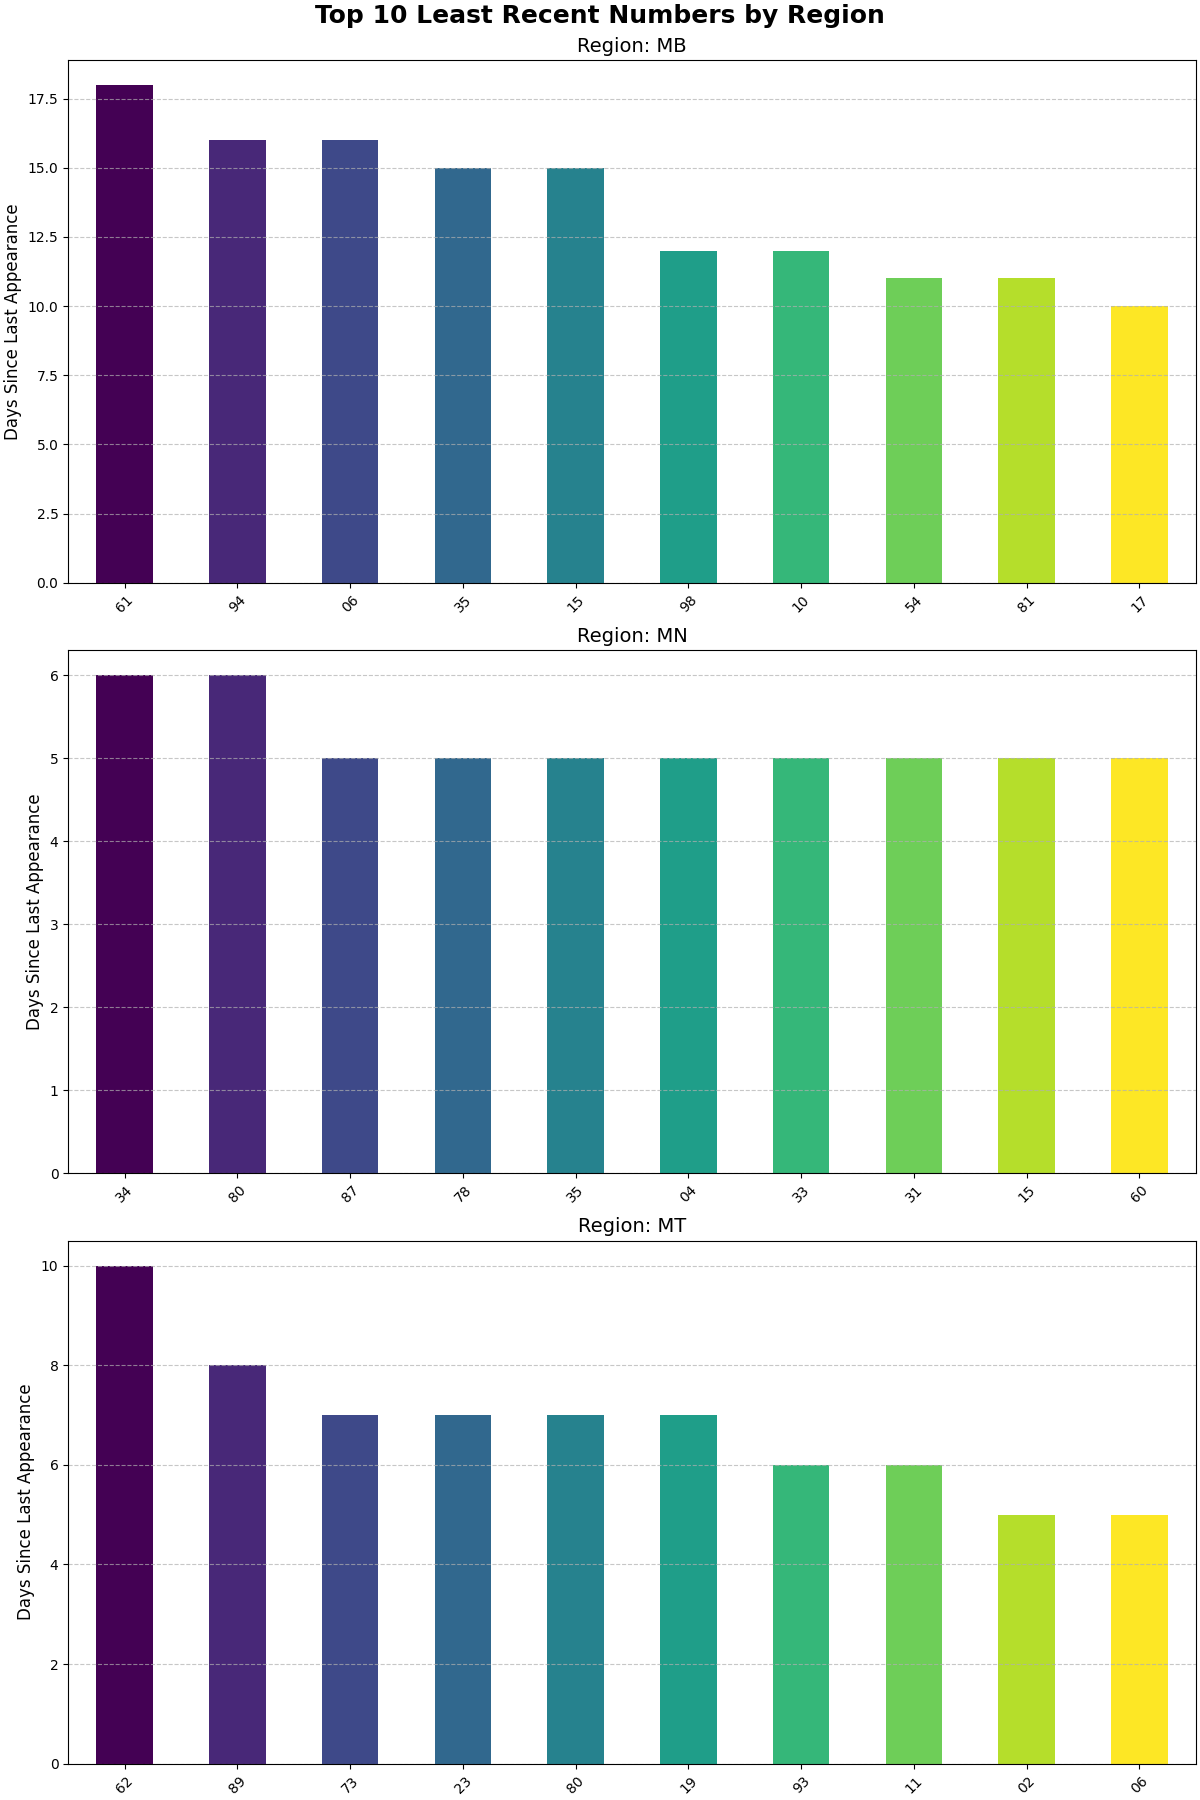 Top 10 Least Recent Numbers by Region
Region: MB
Days Since Last Appearance
17.5
15.0
12.5
10.0
7.5
5.0
2.5
0.0
61 94 06 35 15 98 10 54 81 17
Region: MN
Days Since Last Appearance
6
5
4
3
2
1
0
34 80 87 78 35 04 33 31 15 60
Region: MT
Days Since Last Appearance
10
8
6
4
2
0
62 89 73 23 80 19 93 11 02 06